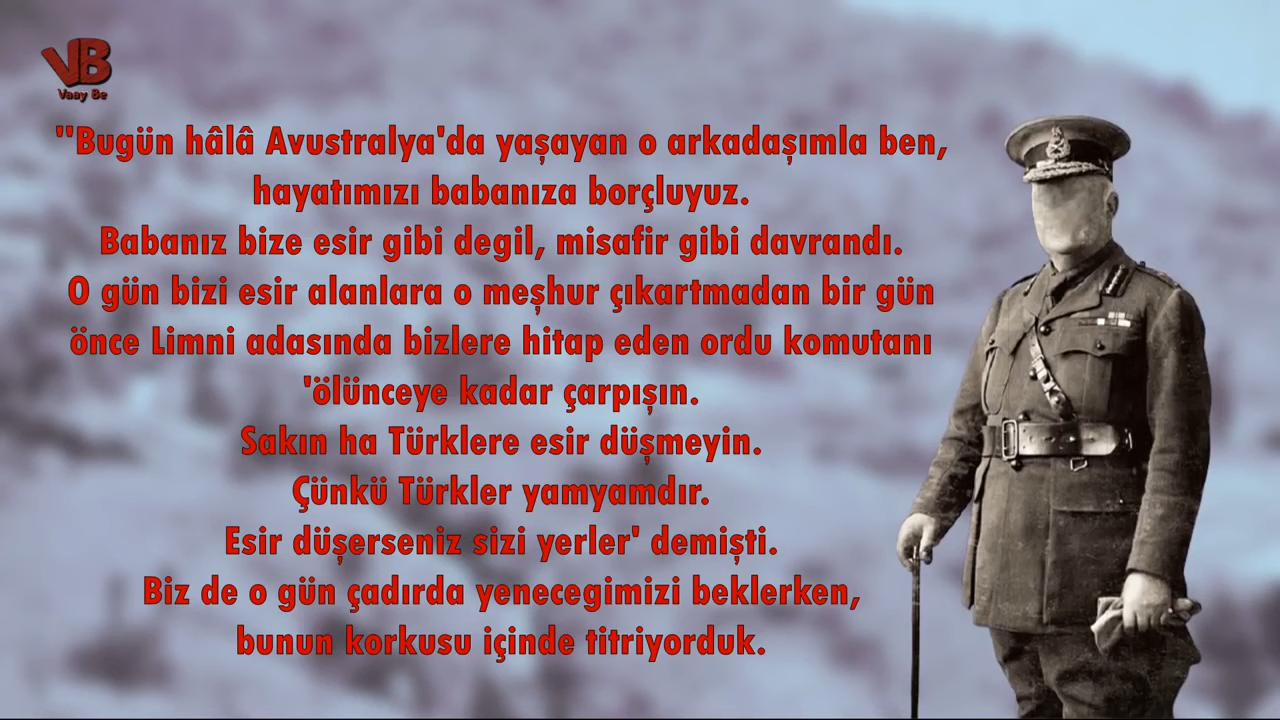 VB
Vaay Be
"Bugün hâlâ Avustralya'da yaşayan o arkadaşımla ben,
hayatımızı babanıza borçluyuz.
Babanız bize esir gibi degil, misafir gibi davrandı.
O gün bizi esir alanlara o meşhur çıkartmadan bir gün
önce Limni adasında bizlere hitap eden ordu komutanı
'ölünceye kadar çarpışın.
Sakın ha Türklere esir düşmeyin.
Çünkü Türkler yamyamdır.
Esir düşerseniz sizi yerler' demişti.
Biz de o gün çadırda yenecegimizi beklerken,
bunun korkusu içinde titriyorduk.